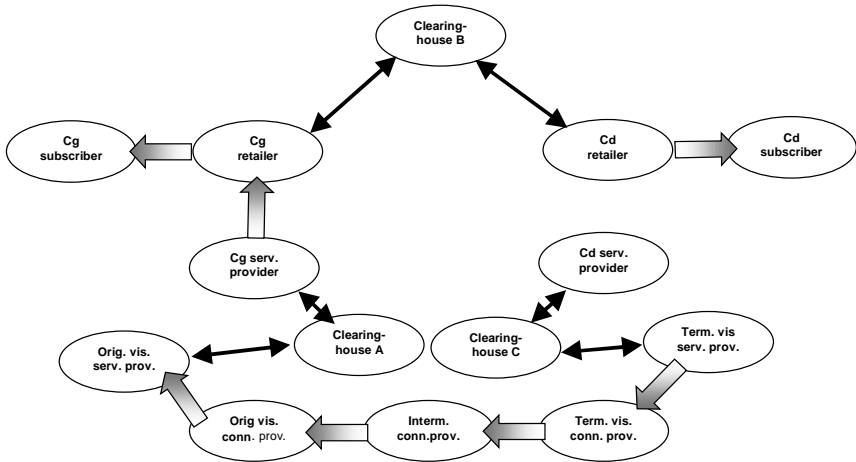 Clearing-
house B
Cg
subscriber
Cg
retailer
Cd
retailer
Cd
subscriber
Cg serv.
provider
Cd serv.
provider
Orig. vis.
serv. prov.
Clearing-
house A
Clearing-
house C
Term. vis
serv. prov.
Orig vis.
conn. prov.
Interm.
conn.prov.
Term. vis.
conn. prov.